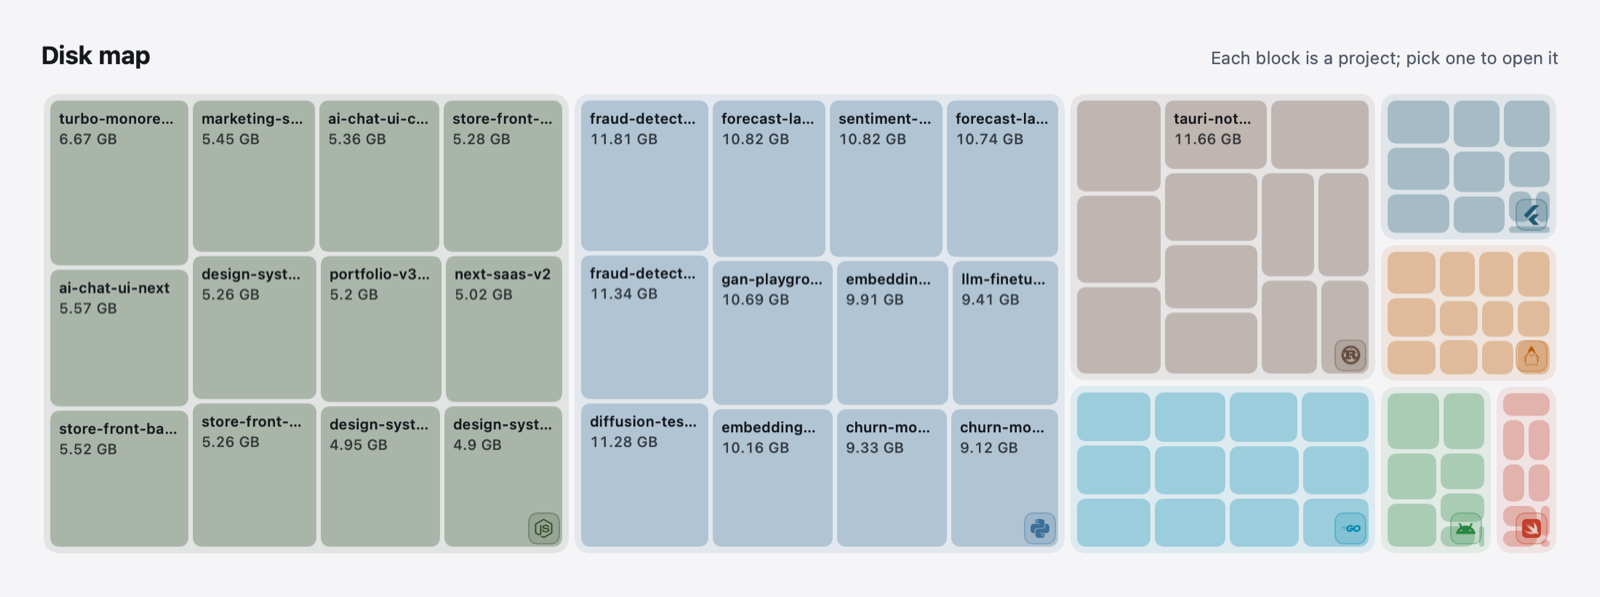 Disk map
Each block is a project; pick one to open it
turbo-monore...
6.67 GB
marketing-s...
5.45 GB
ai-chat-ui-c...
5.36 GB
store-front-...
5.28 GB
ai-chat-ui-next
5.57 GB
design-syst...
5.26 GB
portfolio-v3...
5.2 GB
next-saas-v2
5.02 GB
store-front-ba...
5.52 GB
store-front-...
5.26 GB
design-syst...
4.95 GB
design-syst...
4.9 GB
JS
fraud-detect...
11.81 GB
forecast-la...
10.82 GB
sentiment-...
10.82 GB
forecast-la...
10.74 GB
fraud-detect...
11.34 GB
gan-playgro...
10.69 GB
embeddin...
9.91 GB
llm-finetu...
9.41 GB
diffusion-tes...
11.28 GB
embedding...
10.16 GB
churn-mo...
9.33 GB
churn-mo...
9.12 GB
tauri-not...
11.66 GB
R
GO